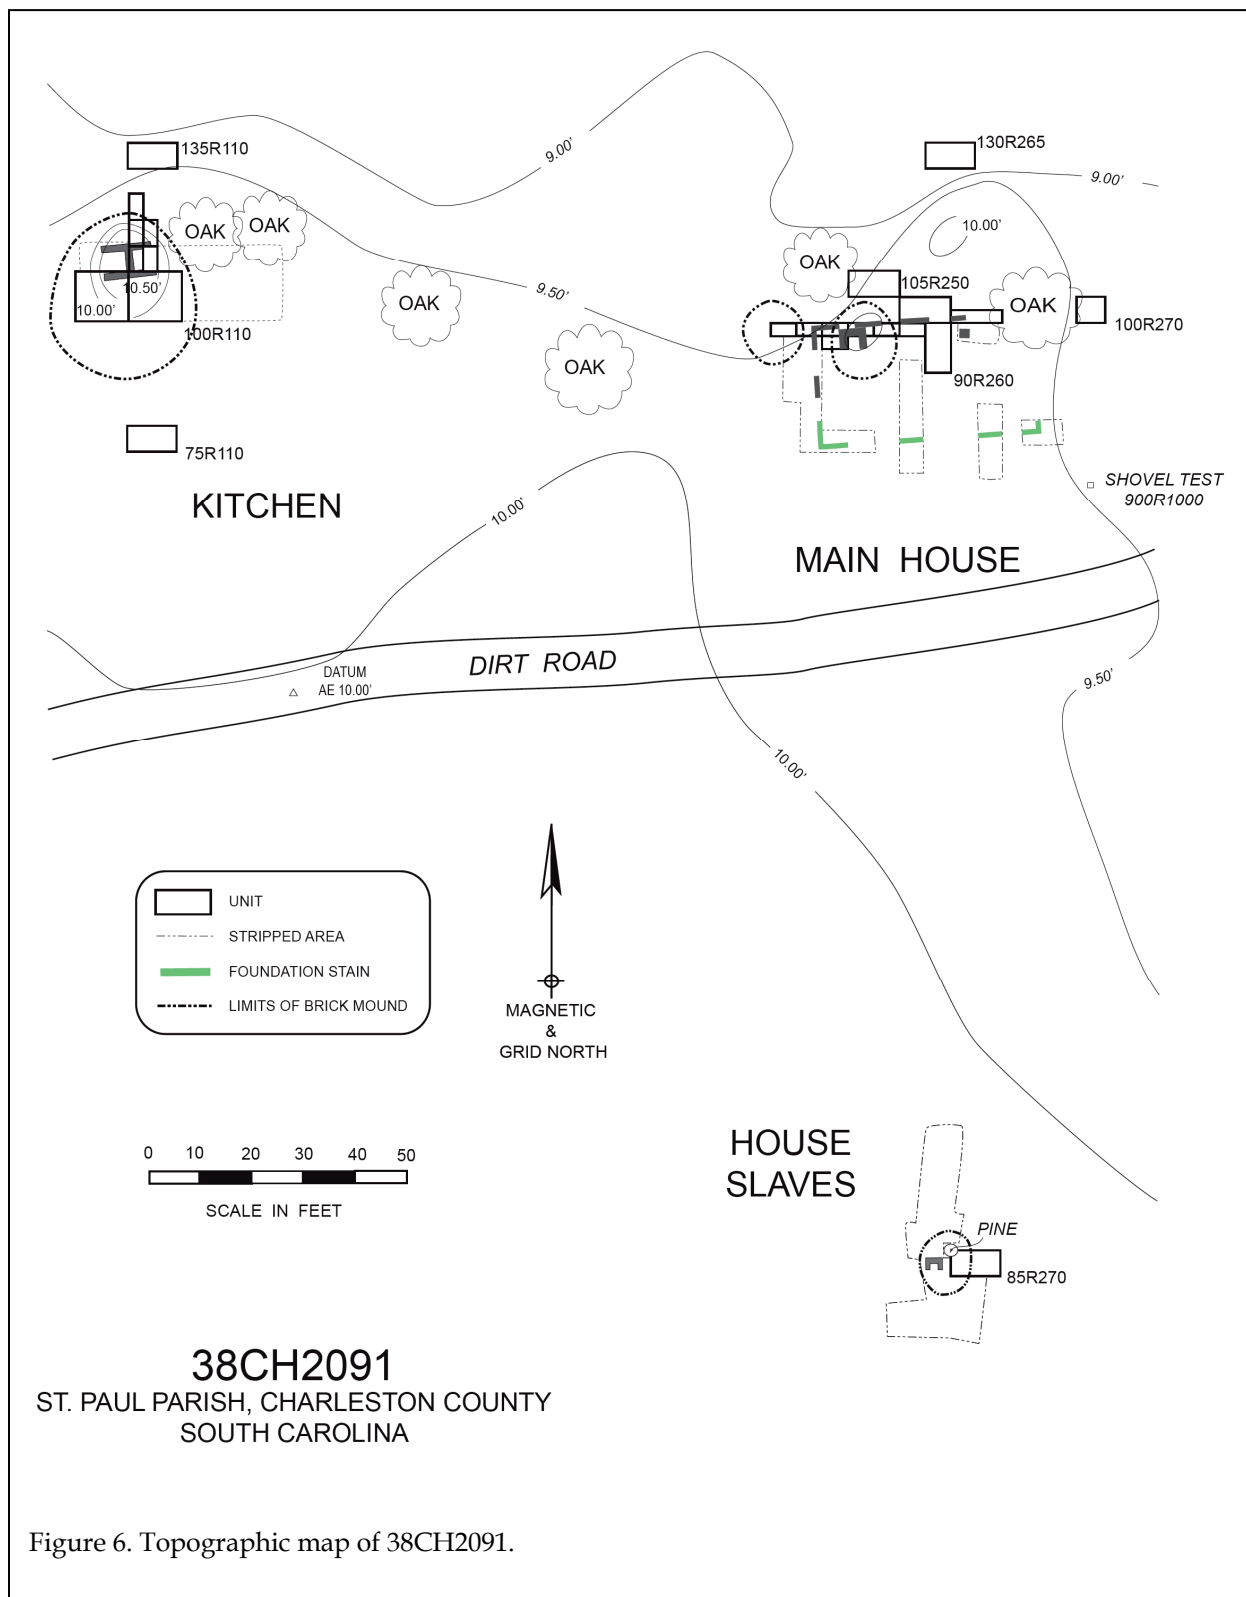 135R110
130R265
9.00'
9.00'
OAK
OAK
10.00'
OAK
10.50'
10.00'
9.50'
OAK
105R250
OAK
100R110
100R270
OAK
90R260
75R110
SHOVEL TEST
900R1000
KITCHEN
10.00'
MAIN HOUSE
DIRT ROAD
DATUM
AE 10.00'
9.50'
10.00'
UNIT
STRIPPED AREA
FOUNDATION STAIN
LIMITS OF BRICK MOUND
MAGNETIC
&
GRID NORTH
0 10 20 30 40 50
SCALE IN FEET
HOUSE
SLAVES
PINE
85R270
38CH2091
ST. PAUL PARISH, CHARLESTON COUNTY
SOUTH CAROLINA
Figure 6. Topographic map of 38CH2091.